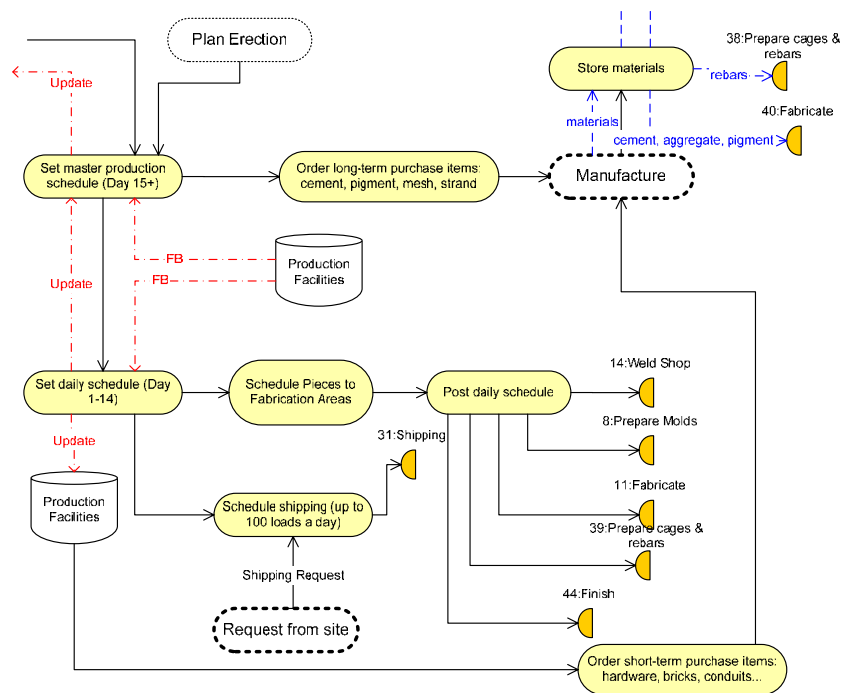 Plan Erection
38:Prepare cages &
rebars
Store materials
rebars
Update
materials
40:Fabricate
cement, aggregate, pigment
Set master production
schedule (Day 15+)
Order long-term purchase items:
cement, pigment, mesh, strand
Manufacture
FB
Production
Facilities
FB
Update
14:Weld Shop
Set daily schedule (Day
1-14)
Schedule Pieces to
Fabrication Areas
Post daily schedule
8:Prepare Molds
Update
31:Shipping
11:Fabricate
Production
Facilities
Schedule shipping (up to
100 loads a day)
39:Prepare cages &
rebars
Shipping Request
44:Finish
Request from site
Order short-term purchase items:
hardware, bricks, conduits...